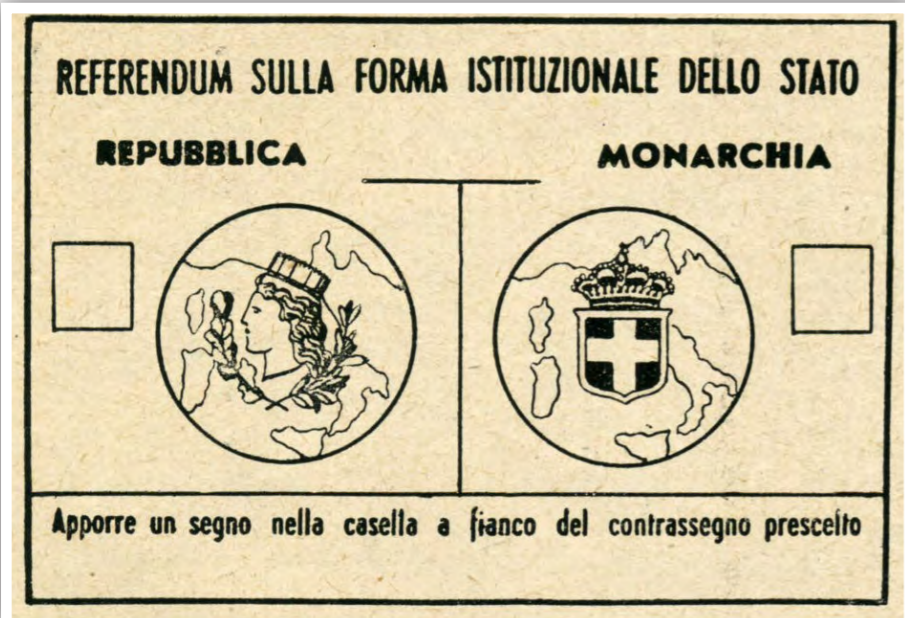 REFERENDUM SULLA FORMA ISTITUZIONALE DELLO STATO
REPUBBLICA
MONARCHIA
Apporre un segno nella casella a fianco del contrassegno prescelto